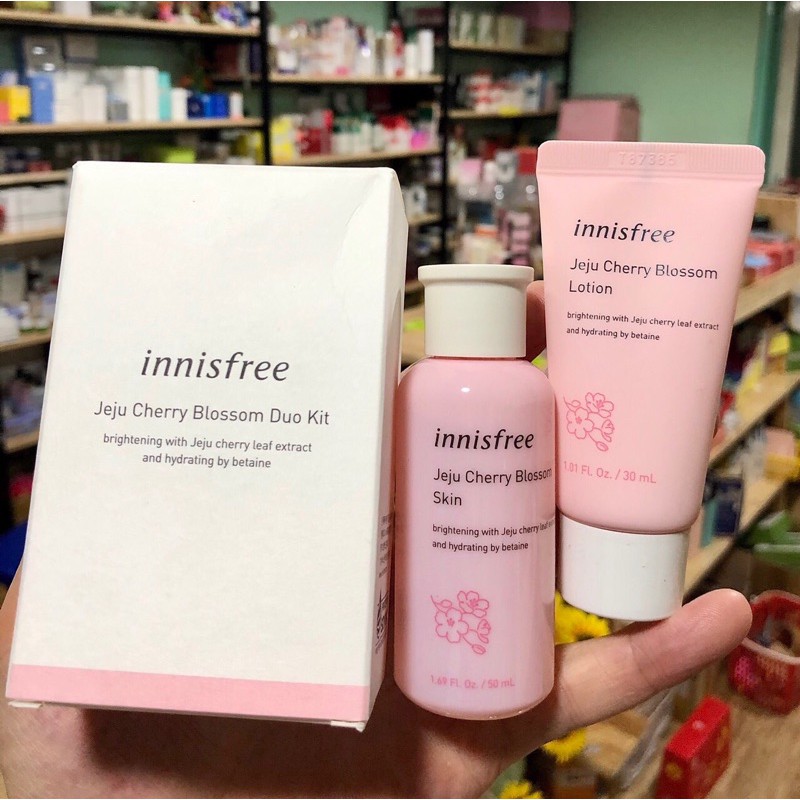 innisfree
Jeju Cherry Blossom Duo Kit
brightening with Jeju cherry leaf extract
and hydrating by betaine
innisfree
Jeju Cherry Blossom
Skin
brightening with Jeju cherry leaf
and hydrating by betaine
1.69 Fl. Oz. / 50 mL
T87385
innisfree
Jeju Cherry Blossom
Lotion
brightening with Jeju cherry leaf extract
and hydrating by betaine
1.01 Fl. Oz. / 30 mL